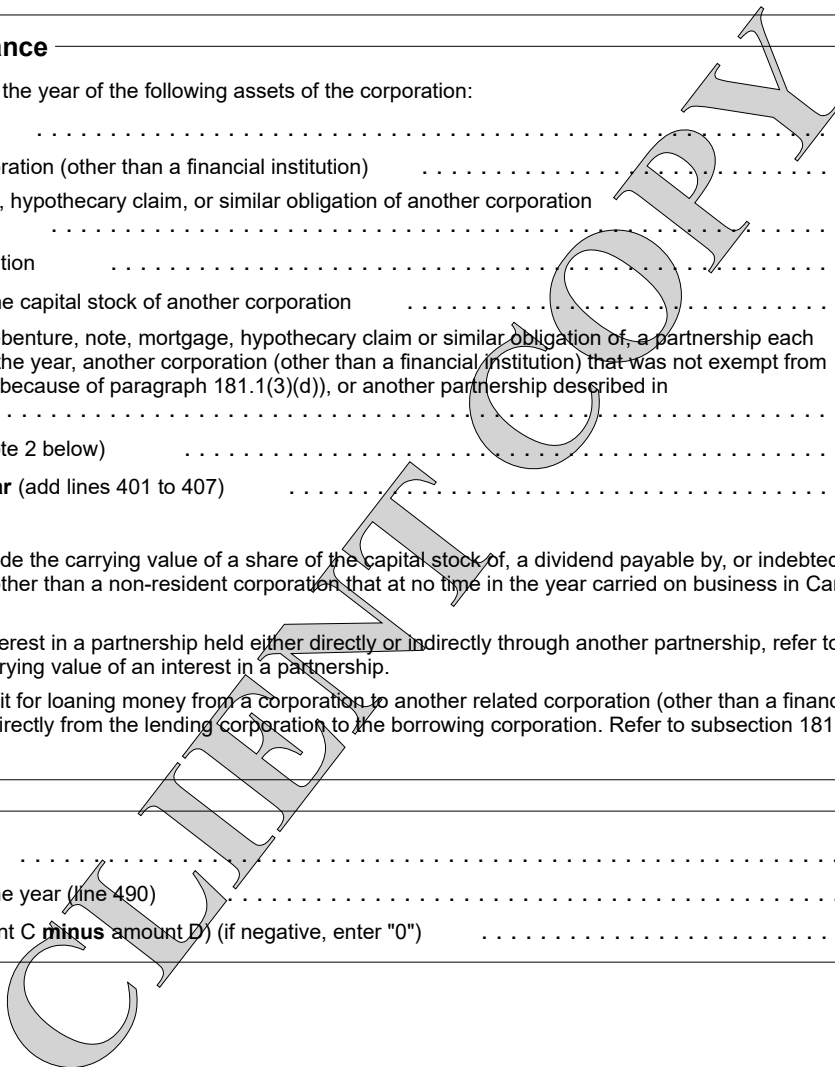 ance
the year of the following assets of the corporation:
oration (other than a financial institution)
, hypothecary claim, or similar obligation of another corporation
tion
ne capital stock of another corporation
benture, note, mortgage, hypothecary claim or similar obligation of, a partnership each
the year, another corporation (other than a financial institution) that was not exempt from
because of paragraph 181.1(3)(d)), or another partnership described in
te 2 below)
ar (add lines 401 to 407)
de the carrying value of a share of the capital stock of, a dividend payable by, or indebted
other than a non-resident corporation that at no time in the year carried on business in Can
erest in a partnership held either directly or indirectly through another partnership, refer to
rying value of an interest in a partnership.
it for loaning money from a corporation to another related corporation (other than a financ
irectly from the lending corporation to the borrowing corporation. Refer to subsection 181
ne year (line 490)
nt C minus amount D) (if negative, enter "0")
CLIENT COPY